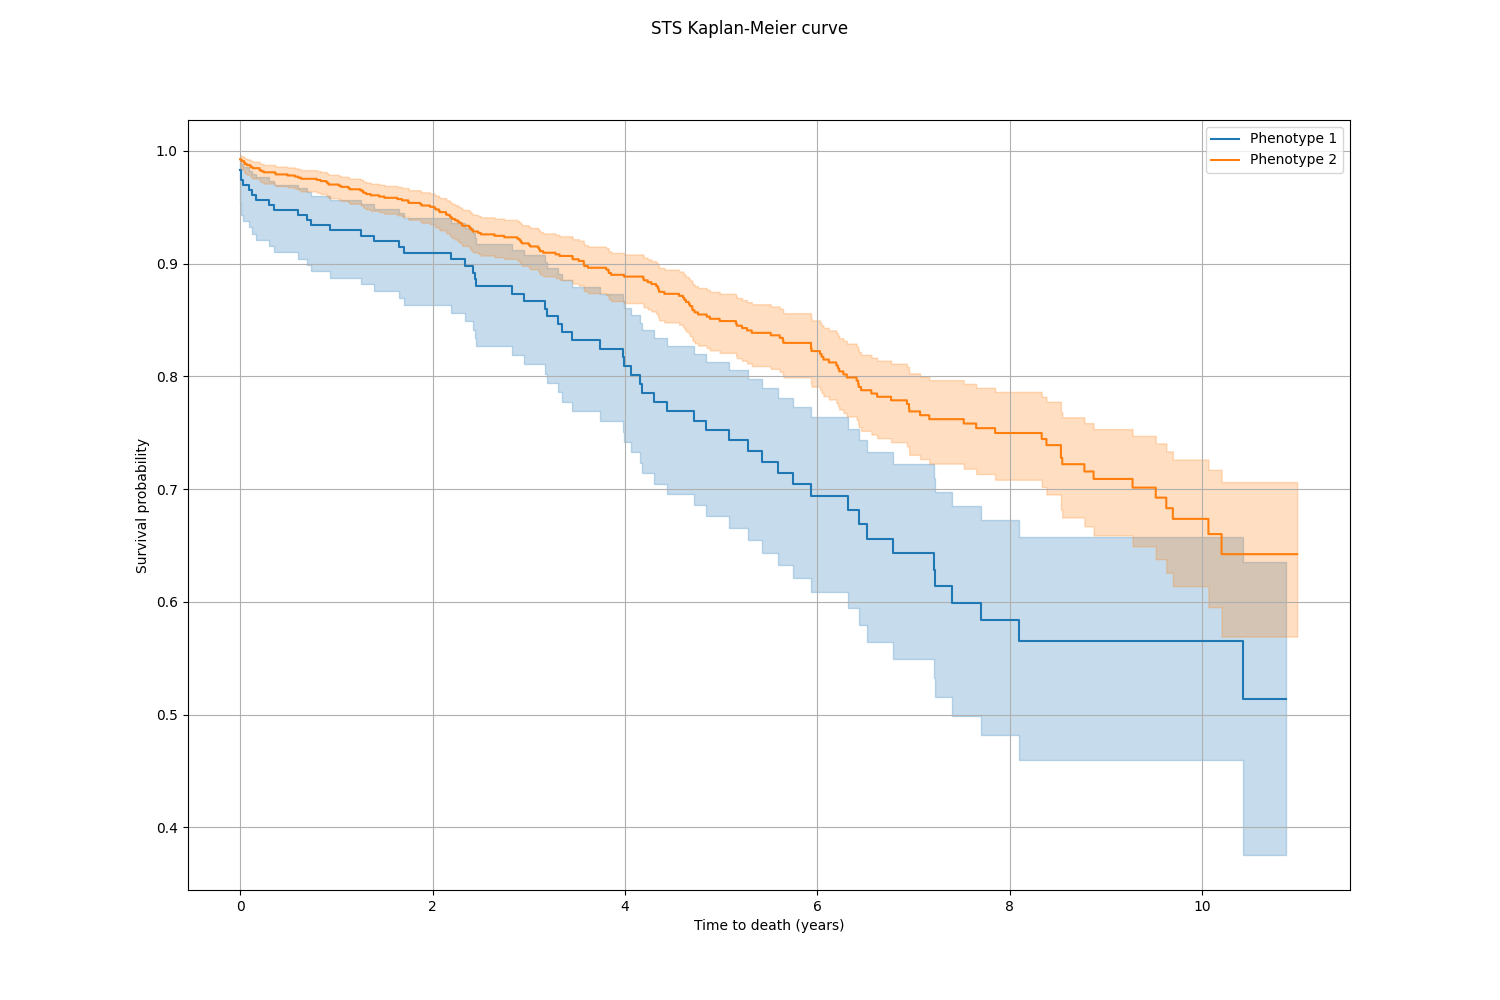 STS Kaplan-Meier curve
Phenotype 1
Phenotype 2
1.0
0.9
0.8
0.7
0.6
0.5
0.4
Survival probability
0 2 4 6 8 10
Time to death (years)